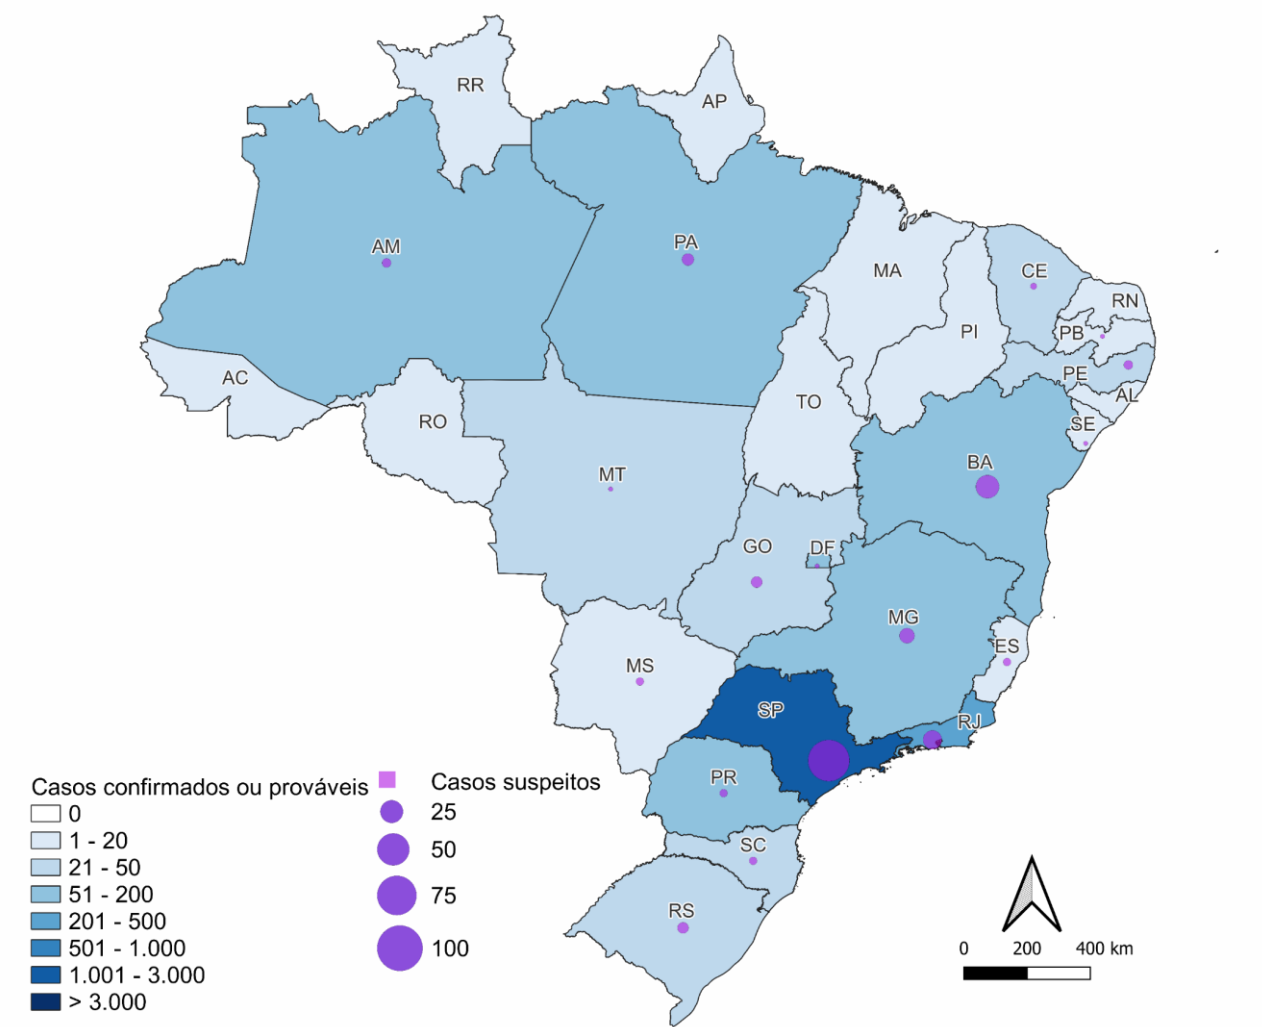 RR
AP
AM
PA
MA
CE
RN
PI
PB
PE
AC
AL
TO
RO
SE
BA
MT
GO
DF
MG
ES
MS
SP
RJ
PR
SC
RS
Casos confirmados ou prováveis
0
1 - 20
21 - 50
51 - 200
201 - 500
501 - 1.000
1.001 - 3.000
> 3.000
Casos suspeitos
25
50
75
100
0 200 400 km